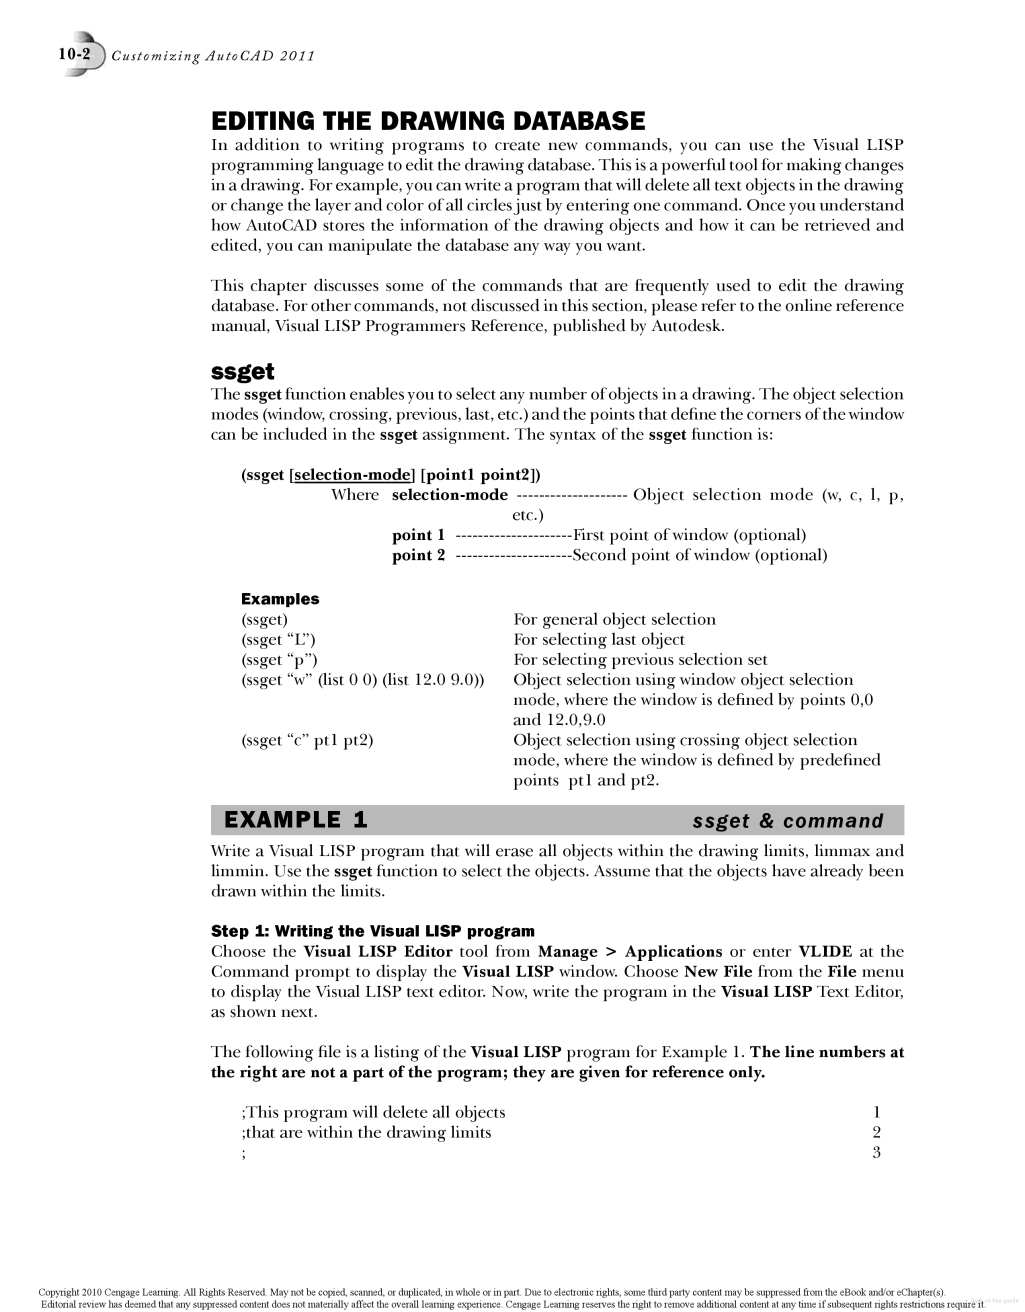 10-2 Customizing AutoCAD 2011
EDITING THE DRAWING DATABASE
In addition to writing programs to create new commands, you can use the Visual LISP
programming language to edit the drawing database. This is a powerful tool for making changes
in a drawing. For example, you can write a program that will delete all text objects in the drawing
or change the layer and color of all circles just by entering one command. Once you understand
how AutoCAD stores the information of the drawing objects and how it can be retrieved and
edited, you can manipulate the database any way you want.
This chapter discusses some of the commands that are frequently used to edit the drawing
database. For other commands, not discussed in this section, please refer to the online reference
manual, Visual LISP Programmers Reference, published by Autodesk.
ssget
The ssget function enables you to select any number of objects in a drawing. The object selection
modes (window, crossing, previous, last, etc.) and the points that define the corners of the window
can be included in the ssget assignment. The syntax of the ssget function is:
(ssget [selection-mode] [point1 point2])
Where selection-mode -------------------- Object selection mode (w, c, l, p,
etc.)
point 1 ---------------------First point of window (optional)
point 2 ---------------------Second point of window (optional)
Examples
(ssget) For general object selection
(ssget “L”) For selecting last object
(ssget “p”) For selecting previous selection set
(ssget “w” (list 0 0) (list 12.0 9.0)) Object selection using window object selection
mode, where the window is defined by points 0,0
and 12.0,9.0
(ssget “c” pt1 pt2) Object selection using crossing object selection
mode, where the window is defined by predefined
points pt1 and pt2.
EXAMPLE 1 ssget & command
Write a Visual LISP program that will erase all objects within the drawing limits, limmax and
limmin. Use the ssget function to select the objects. Assume that the objects have already been
drawn within the limits.
Step 1: Writing the Visual LISP program
Choose the Visual LISP Editor tool from Manage > Applications or enter VLIDE at the
Command prompt to display the Visual LISP window. Choose New File from the File menu
to display the Visual LISP text editor. Now, write the program in the Visual LISP Text Editor,
as shown next.
The following file is a listing of the Visual LISP program for Example 1. The line numbers at
the right are not a part of the program; they are given for reference only.
;This program will delete all objects 1
;that are within the drawing limits 2
; 3
Copyright 2010 Cengage Learning. All Rights Reserved. May not be copied, scanned, or duplicated, in whole or in part. Due to electronic rights, some third party content may be suppressed from the eBook and/or eChapter(s).
Editorial review has deemed that any suppressed content does not materially affect the overall learning experience. Cengage Learning reserves the right to remove additional content at any time if subsequent rights restrictions require it.